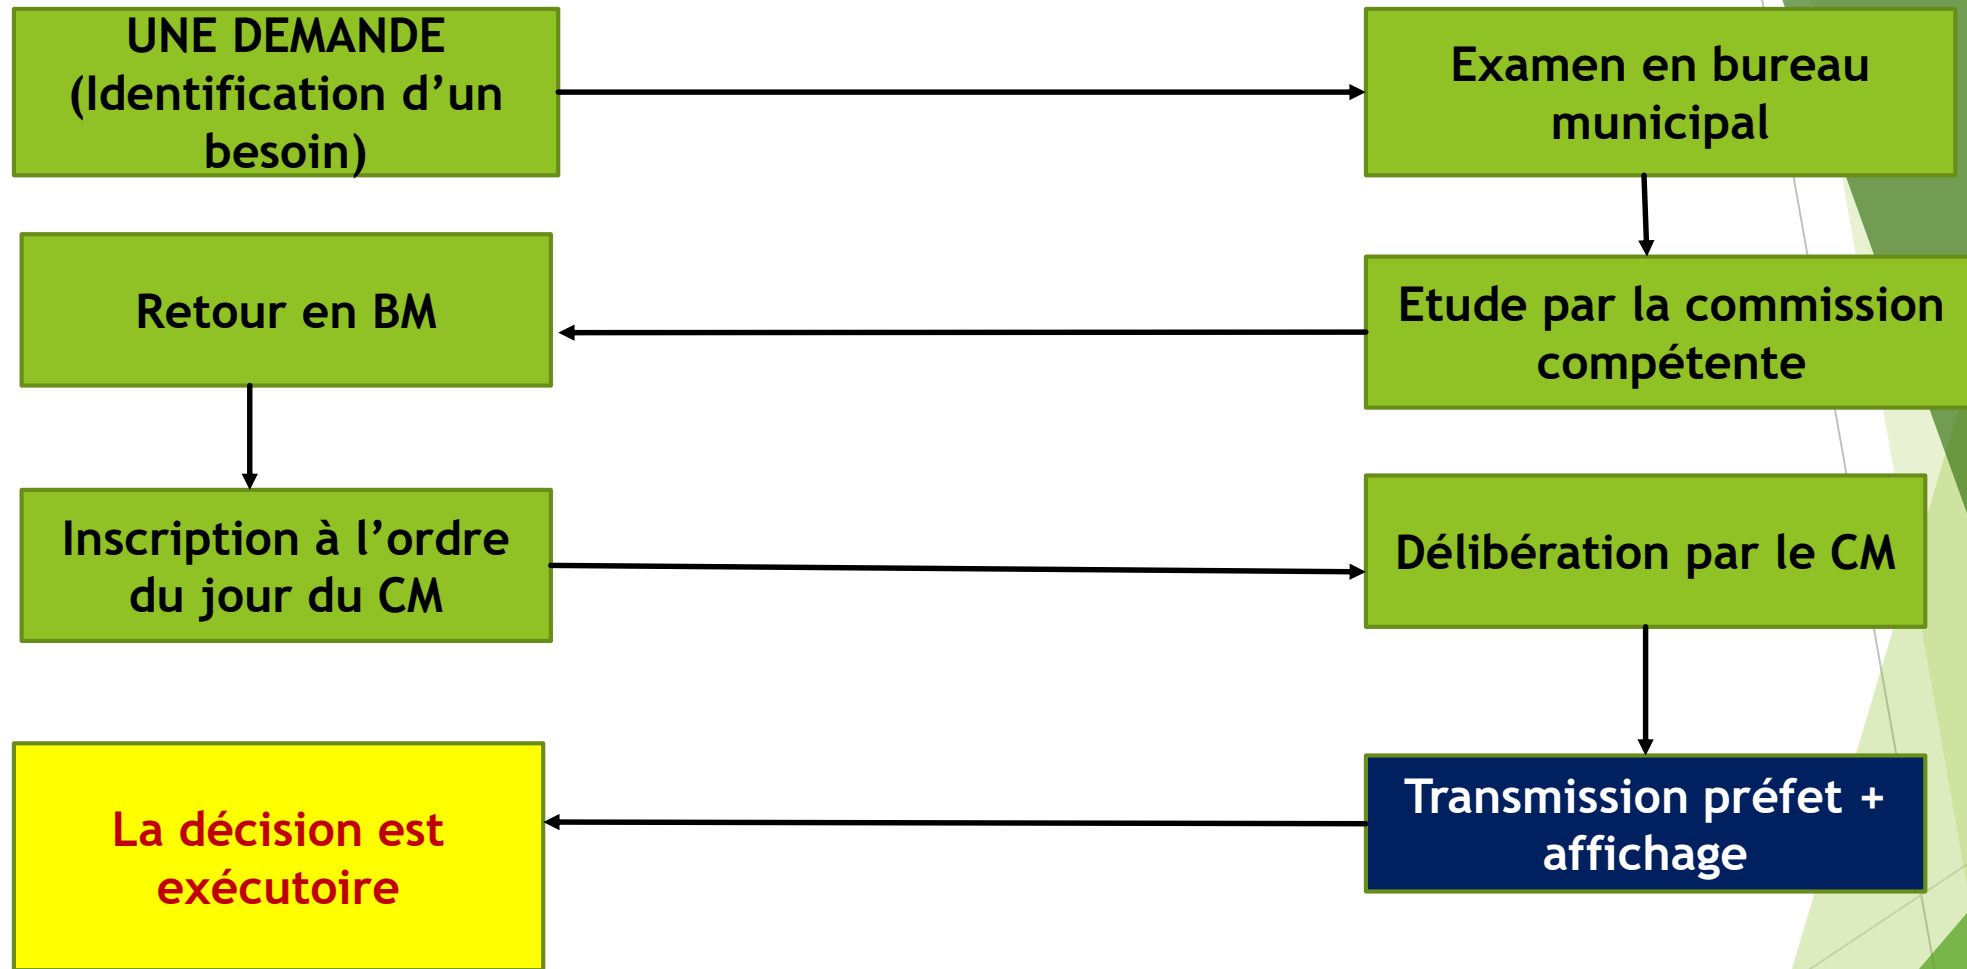 UNE DEMANDE
(Identification d’un
besoin)
Examen en bureau
municipal
Etude par la commission
compétente
Retour en BM
Inscription à l’ordre
du jour du CM
Délibération par le CM
Transmission préfet +
affichage
La décision est
exécutoire